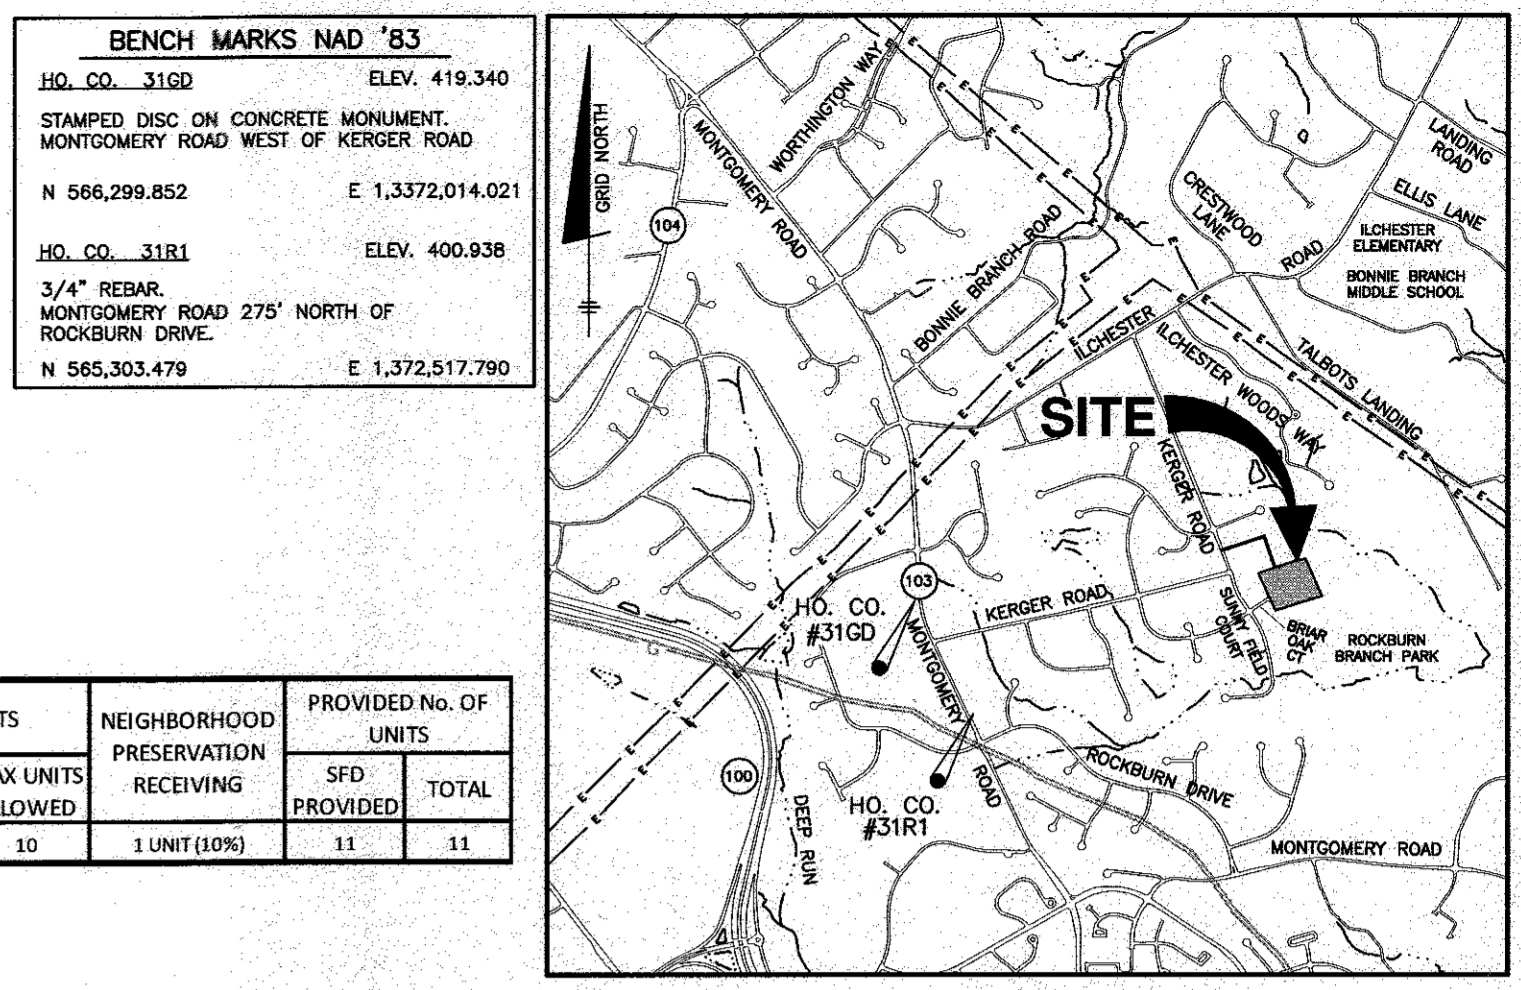 BENCH MARKS NAD '83
HO. CO. 31GD ELEV. 419.340
STAMPED DISC ON CONCRETE MONUMENT.
MONTGOMERY ROAD WEST OF KERGER ROAD
N 566,299.852 E 1,3372,014.021
HO. CO. 31R1 ELEV. 400.938
3/4" REBAR.
MONTGOMERY ROAD 275' NORTH OF
ROCKBURN DRIVE.
N 565,303.479 E 1,372,517.790
TS
NEIGHBORHOOD
PRESERVATION
RECEIVING
PROVIDED No. OF
UNITS
AX UNITS
LOWED
SFD
PROVIDED
TOTAL
10
1 UNIT (10%)
11
11
GRID NORTH
104
MONTGOMERY ROAD
WORTHINGTON WAY
BONNIE BRANCH ROAD
CRESTWOOD
LANE
LANDING
ROAD
ELLIS LANE
ILCHESTER
ELEMENTARY
BONNIE BRANCH
MIDDLE SCHOOL
ILCHESTER
ROAD
ILCHESTER WOODS WAY
TALBOTS LANDING
SITE
KERGER ROAD
103
HO. CO.
#31GD
KERGER ROAD
SUNNY FIELD
COURT
BRIAR
OAK
CT
ROCKBURN
BRANCH PARK
MONTGOMERY
ROAD
100
HO. CO.
#31R1
DEEP RUN
ROCKBURN DRIVE
MONTGOMERY ROAD
E E E E E E E E E E E E E E E E E E E E E E E E